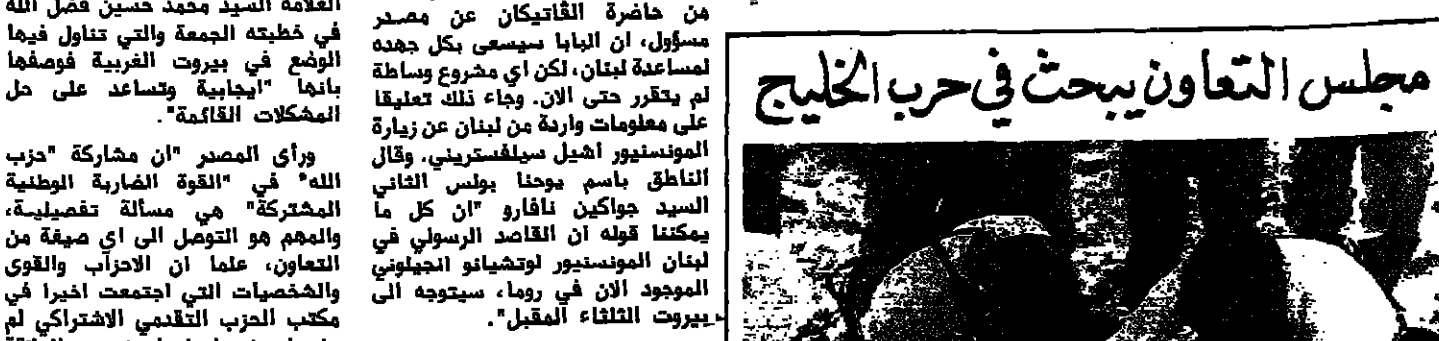 مجلس التعاون يبحث في حرب الخليج
من حاضرة الڤاتيكان عن مصدر
مسؤول، ان البابا سيسعى بكل جهده
لمساعدة لبنان، لكن اي مشروع وساطة
لم يتقرر حتى الان. وجاء ذلك تعليقا
على معلومات واردة من لبنان عن زيارة
المونسنيور أشيل سيلفستريني. وقال
الناطق باسم يوحنا بولس الثاني
السيد جواكين نافارو "ان كل ما
يمكننا قوله ان القاصد الرسولي في
لبنان المونسنيور لوتشيانو انجيلوني
الموجود الان في روما، سيتوجه الى
بيروت الثلثاء المقبل".
العلامة السيد محمد حسين فضل الله
في خطبته الجمعة والتي تناول فيها
الوضع في بيروت الغربية فوصفها
بانها "ايجابية وتساعد على حل
المشكلات القائمة".
ورأى المصدر "ان مشاركة "حزب
الله" في "القوة الضاربة الوطنية
المشتركة" هي مسألة تفصيلية،
والمهم هو التوصل الى اي صيغة من
التعاون، علما ان الاحزاب والقوى
والشخصيات التي اجتمعت اخيرا في
مكتب الحزب التقدمي الاشتراكي لم